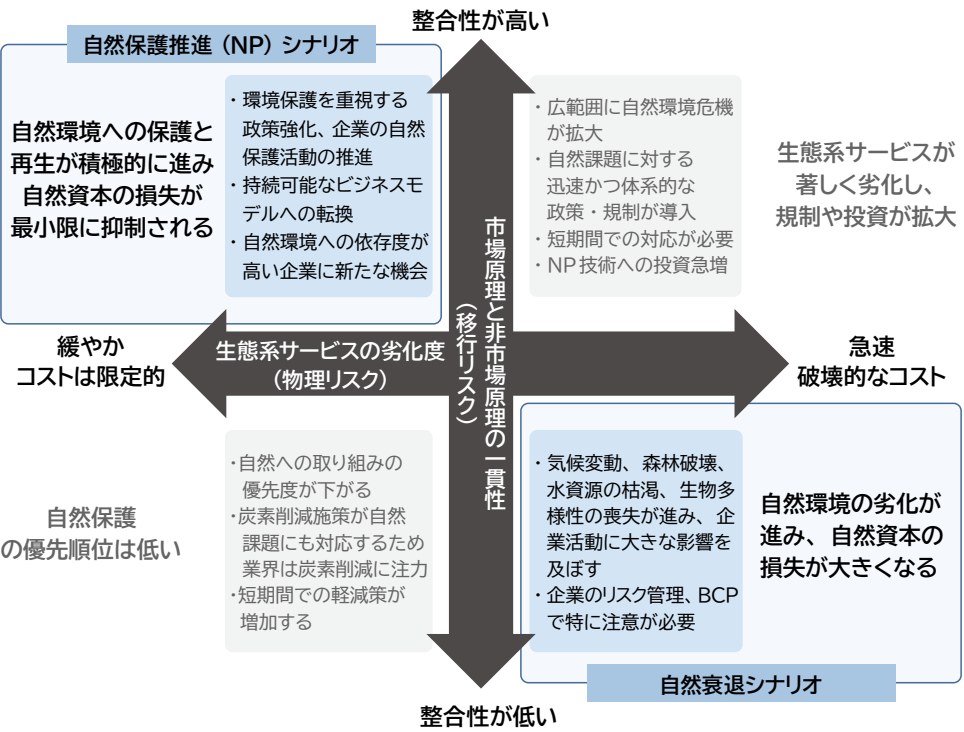 整合性が高い
自然保護推進（NP）シナリオ
自然環境への保護と
再生が積極的に進み
自然資本の損失が
最小限に抑制される
・環境保護を重視する
政策強化、企業の自然
保護活動の推進
・持続可能なビジネスモ
デルへの転換
・自然環境への依存度が
高い企業に新たな機会
・広範囲に自然環境危機
が拡大
・自然課題に対する
迅速かつ体系的な
政策・規制が導入
・短期間での対応が必要
・NP技術への投資急増
生態系サービスが
著しく劣化し、
規制や投資が拡大
緩やか
コストは限定的
生態系サービスの劣化度
（物理リスク）
市場原理と非市場原理の一貫性
（移行リスク）
急速
破壊的なコスト
自然保護
の優先順位は低い
・自然への取り組みの
優先度が下がる
・炭素削減施策が自然
課題にも対応するため
業界は炭素削減に注力
・短期間での軽減策が
増加する
・気候変動、森林破壊、
水資源の枯渇、生物多
様性の喪失が進み、企
業活動に大きな影響を
及ぼす
・企業のリスク管理、BCP
で特に注意が必要
自然環境の劣化が
進み、自然資本の
損失が大きくなる
自然衰退シナリオ
整合性が低い